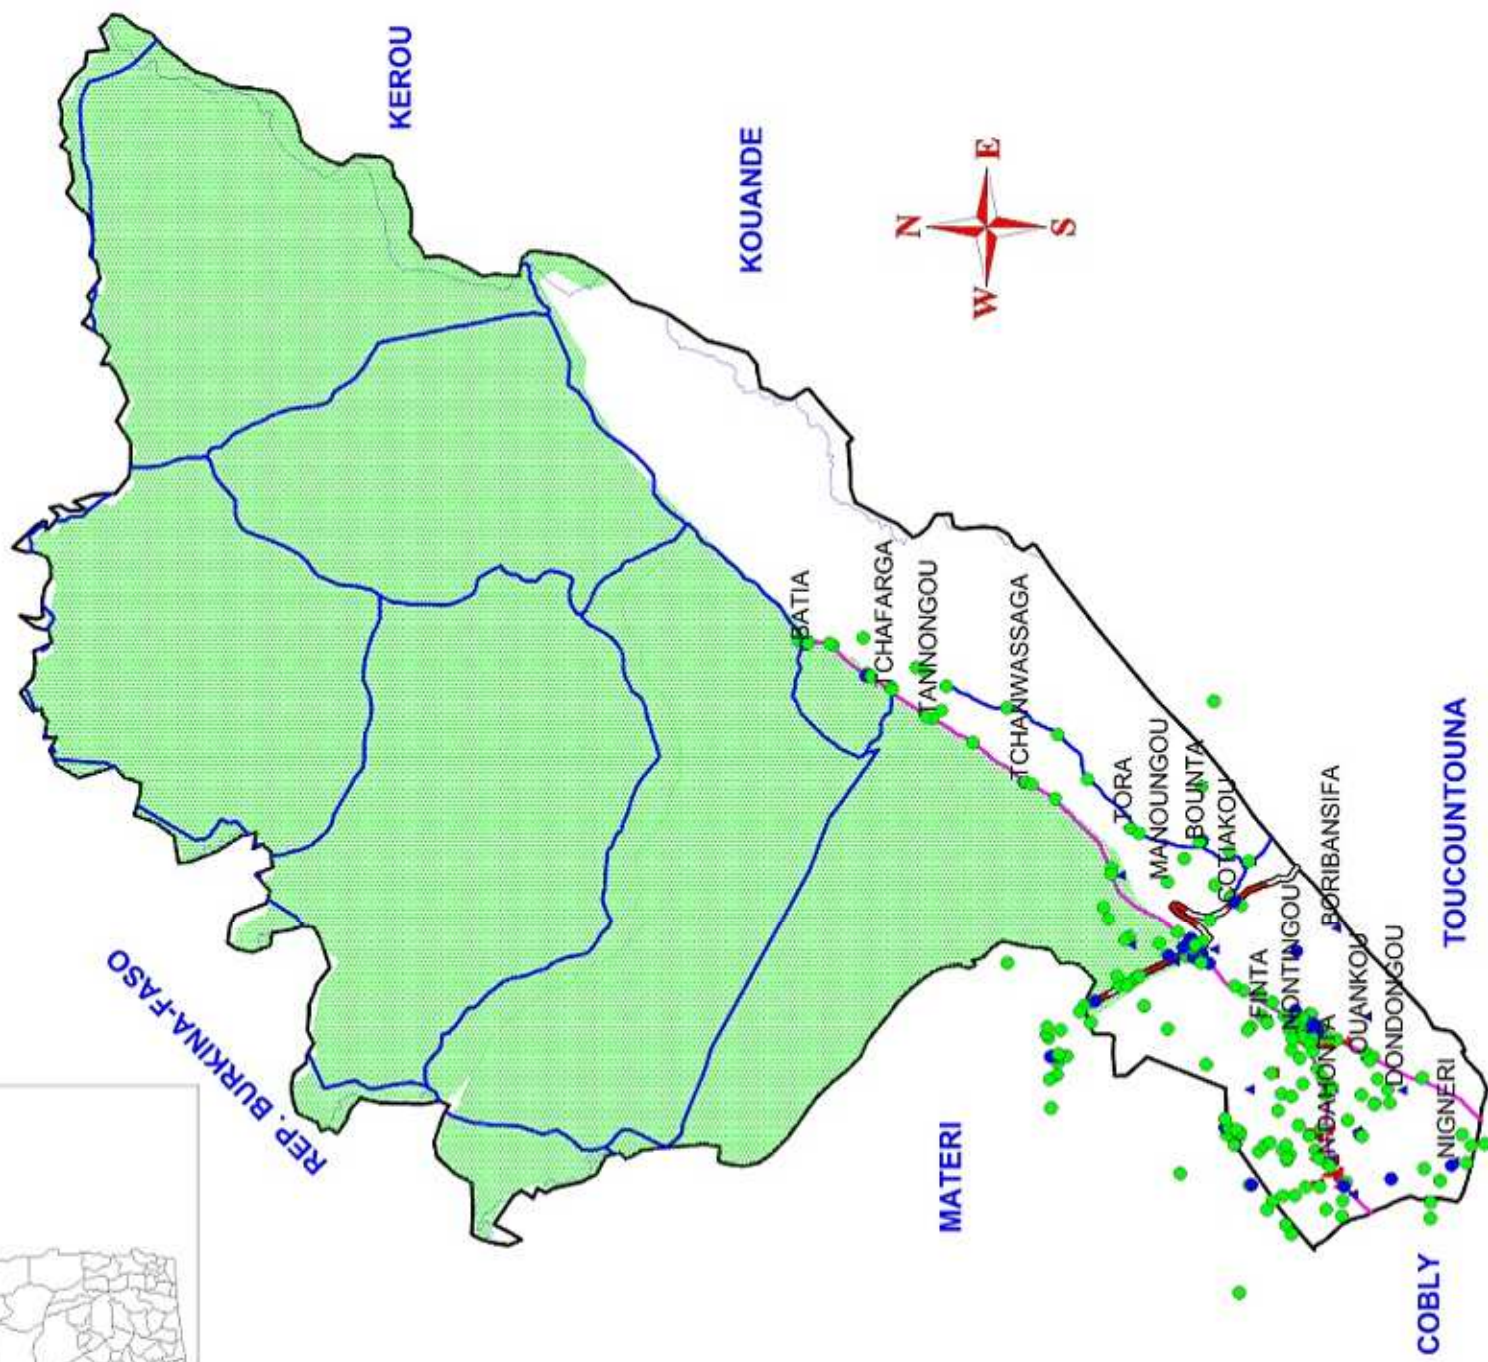 KEROU
KOUANDE
N
E
W
S
BATIA
TCHAFARGA
TANNONGOU
TCHANWASSAGA
TORA
MANOUNGOU
BOUNTA
COTIAKOU
BORIBANSIFA
TOUCOUNTOUNA
NONTINGOU
FINTA
OUANKOU
DONDONGOU
NIGNERI
REP. BURKINA-FASO
MATERI
COBLY